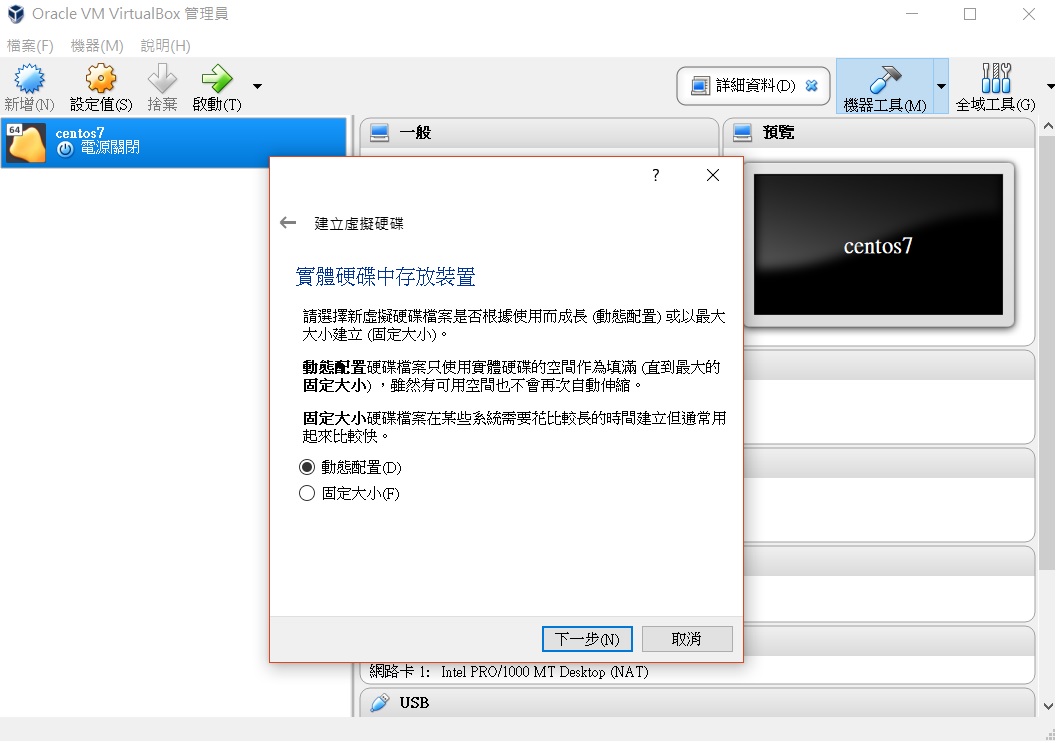 Oracle VM VirtualBox 管理員
檔案(F) 機器(M) 說明(H)
新增(N) 設定值(S) 捨棄 啟動(T) 詳細資料(D) 機器工具(M) 全域工具(G)
64
centos7
電源關閉
一般
預覽
centos7
?
建立虛擬硬碟
實體硬碟中存放裝置
請選擇新虛擬硬碟檔案是否根據使用而成長 (動態配置) 或以最大
大小建立 (固定大小)。
動態配置硬碟檔案只使用實體硬碟的空間作為填滿 (直到最大的
固定大小) ，雖然有可用空間也不會再次自動伸縮。
固定大小硬碟檔案在某些系統需要花比較長的時間建立但通常用
起來比較快。
動態配置(D)
固定大小(F)
下一步(N) 取消
網路卡 1: Intel PRO/1000 MT Desktop (NAT)
USB